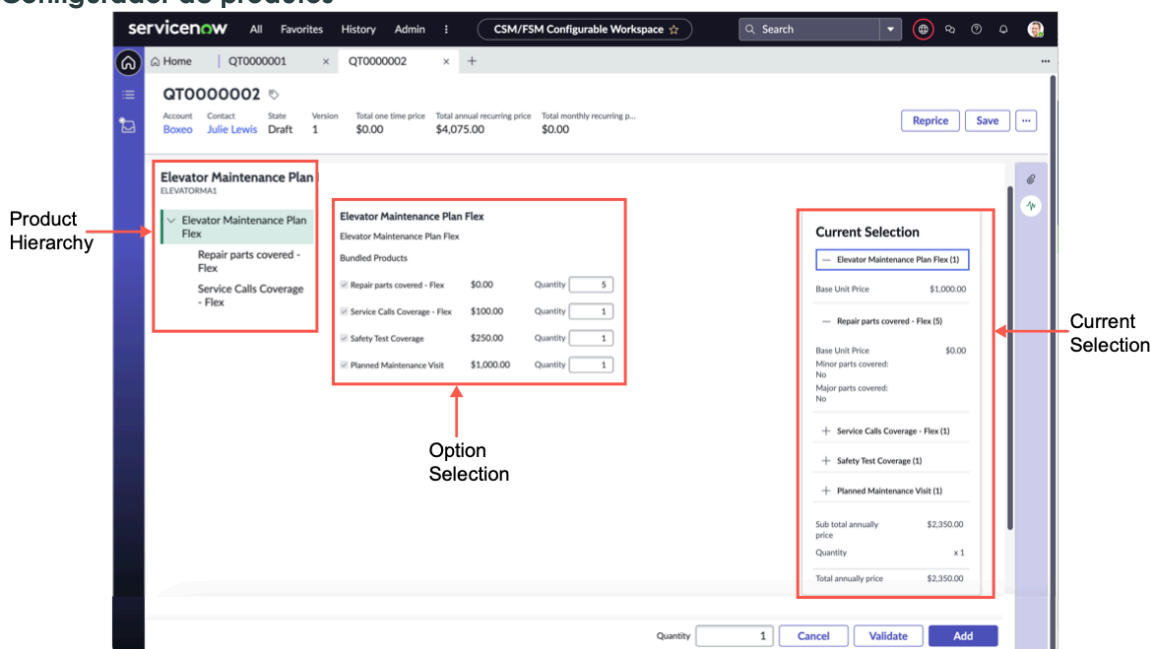 Configurador de produtos
servicenow All Favorites History Admin CSM/FSM Configurable Workspace Search
Home QT0000001 × QT0000002 × +
QT0000002
Account Contact State Version Total one time price Total annual recurring price Total monthly recurring p...
Boxeo Julie Lewis Draft 1 $0.00 $4,075.00 $0.00
Reprice Save ...
Elevator Maintenance Plan
ELEVATORMA1
Elevator Maintenance Plan
Flex
Repair parts covered -
Flex
Service Calls Coverage
- Flex
Product
Hierarchy
Elevator Maintenance Plan Flex
Elevator Maintenance Plan Flex
Bundled Products
Repair parts covered - Flex $0.00 Quantity 5
Service Calls Coverage - Flex $100.00 Quantity 1
Safety Test Coverage $250.00 Quantity 1
Planned Maintenance Visit $1,000.00 Quantity 1
Option
Selection
Current Selection
— Elevator Maintenance Plan Flex (1)
Base Unit Price $1,000.00
— Repair parts covered - Flex (5)
Base Unit Price $0.00
Minor parts covered:
No
Major parts covered:
No
+ Service Calls Coverage - Flex (1)
+ Safety Test Coverage (1)
+ Planned Maintenance Visit (1)
Sub total annually $2,350.00
price
Quantity x 1
Total annually price $2,350.00
Current
Selection
Quantity 1 Cancel Validate Add